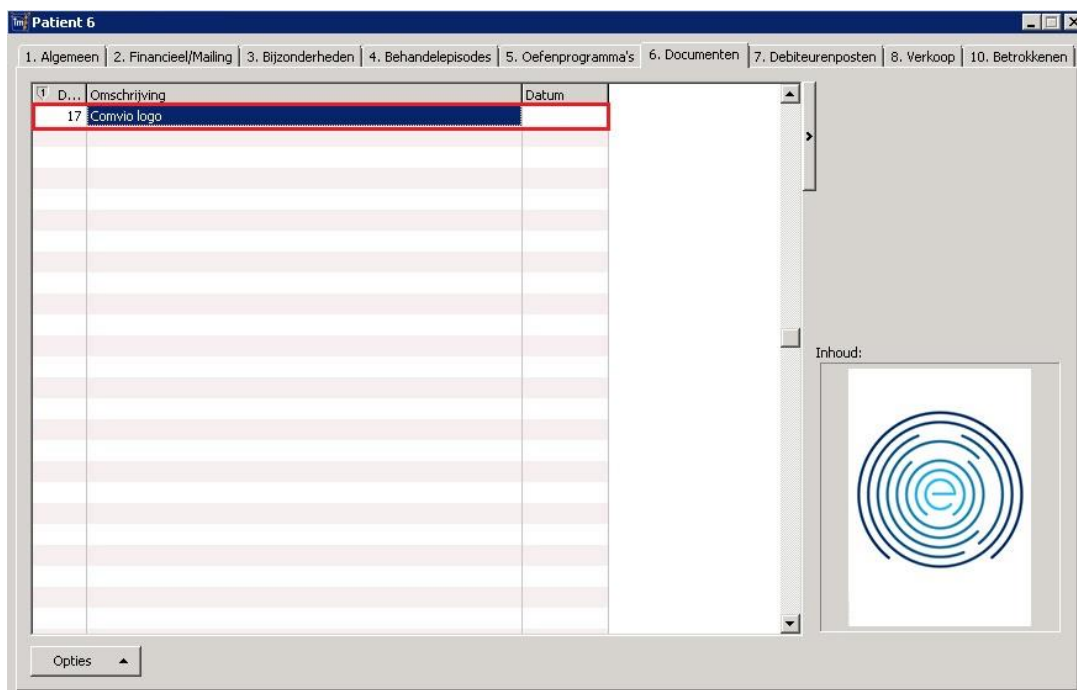 Patient 6
1. Algemeen 2. Financieel/Mailing 3. Bijzonderheden 4. Behandelepisodes 5. Oefenprogramma's 6. Documenten 7. Debiteurenposten 8. Verkoop 10. Betrokkenen
D... Omschrijving Datum
17 Comvio logo
Inhoud:
e
Opties